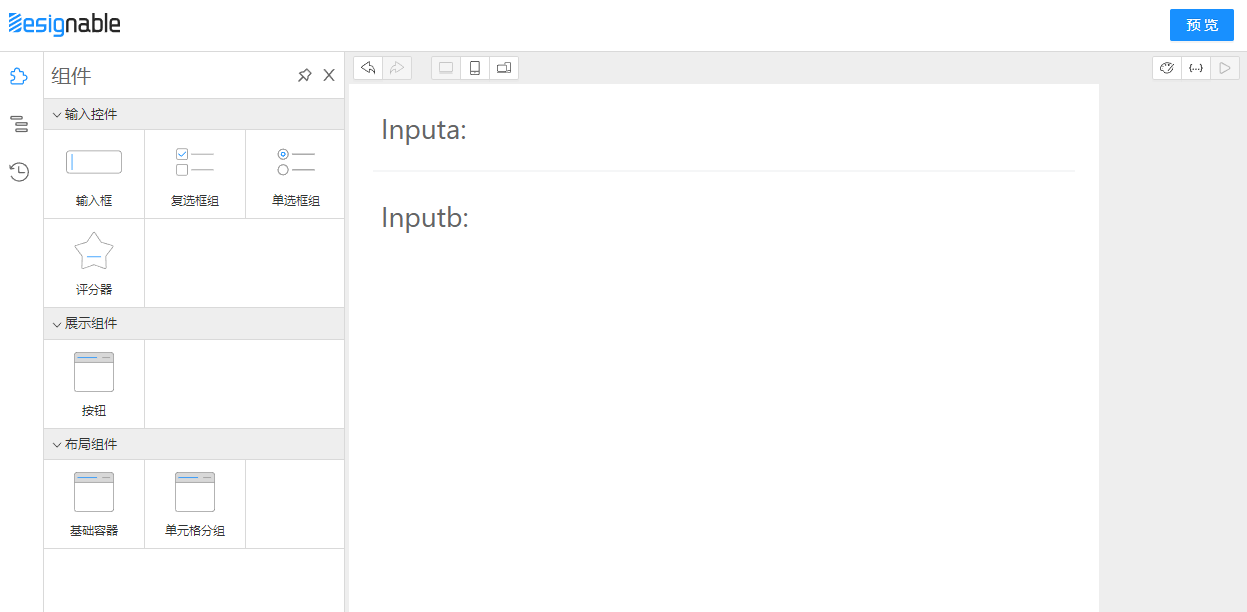 Designable
预 览
组件
输入控件
输入框
复选框组
单选框组
评分器
展示组件
按钮
布局组件
基础容器
单元格分组
Inputa:
Inputb: